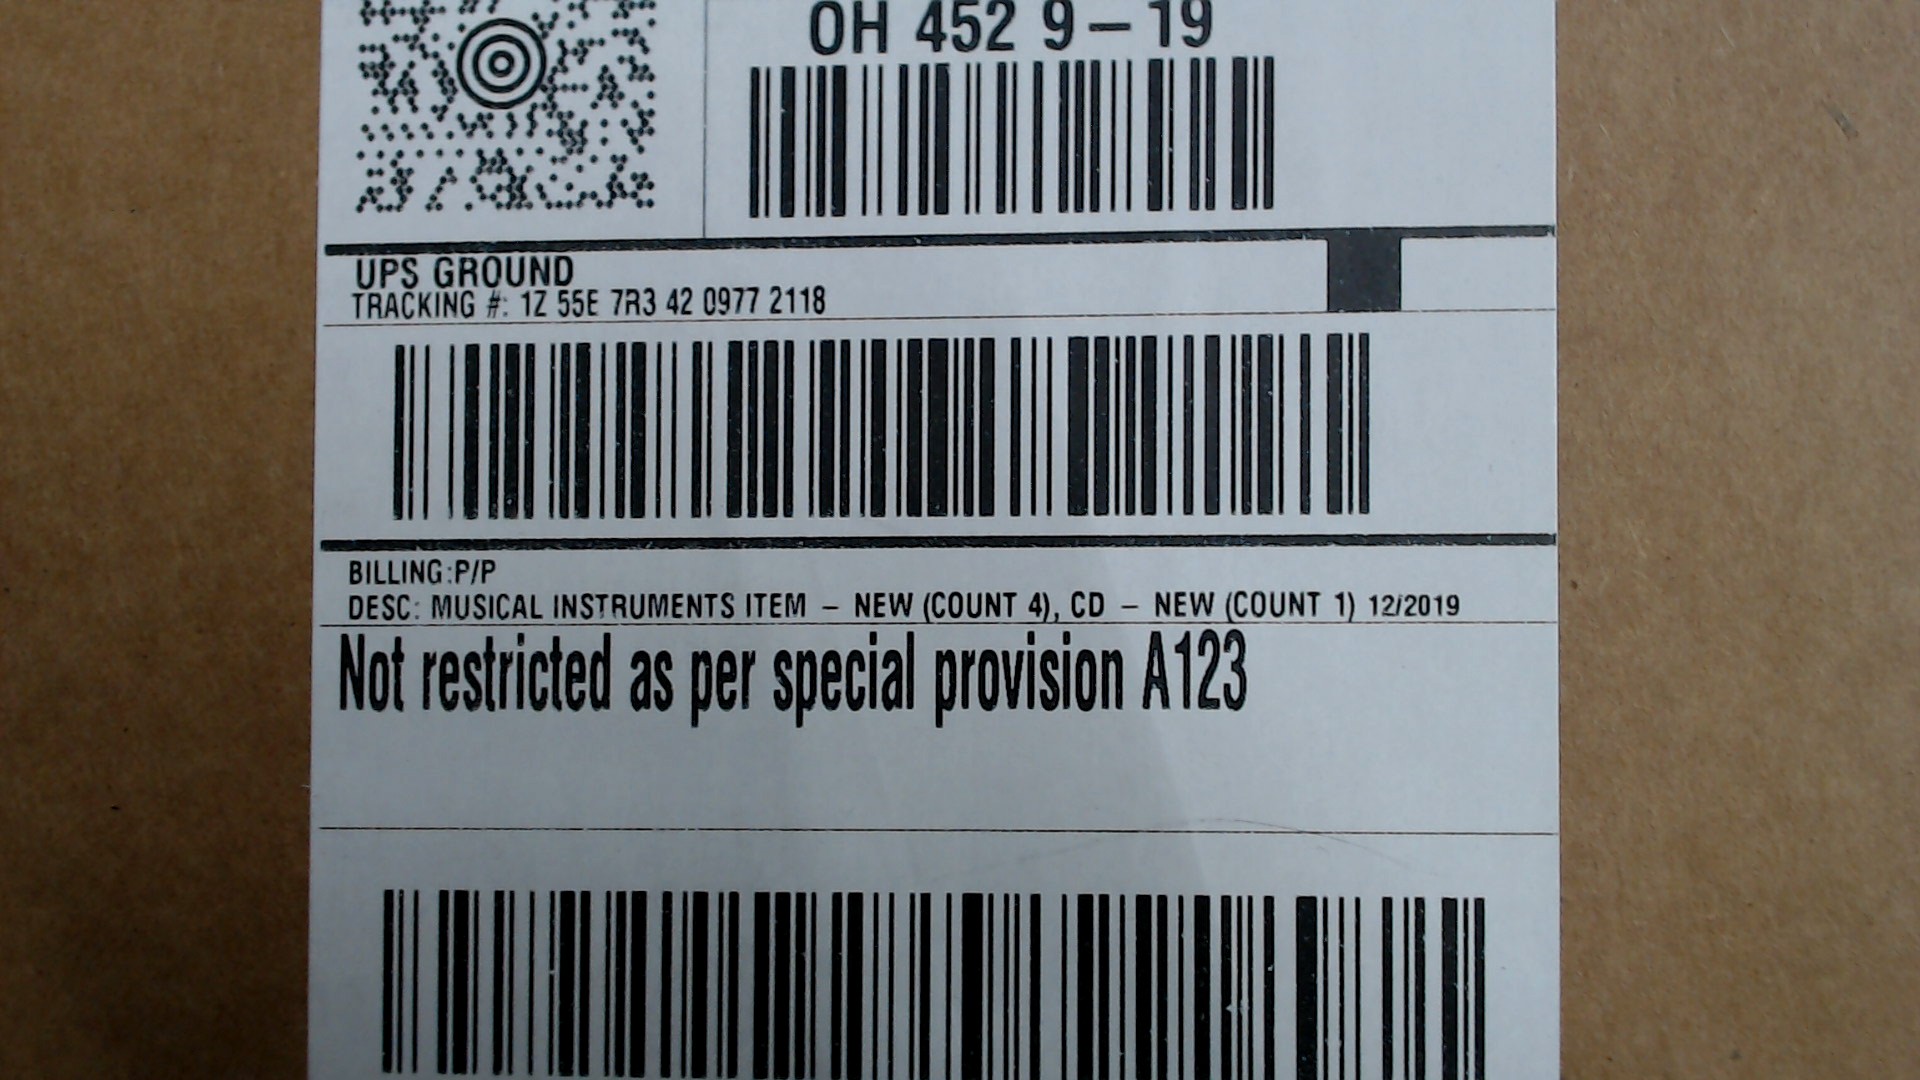 OH 452 9 – 19
UPS GROUND
TRACKING #: 1Z 55E 7R3 42 0977 2118
BILLING:P/P
DESC: MUSICAL INSTRUMENTS ITEM – NEW (COUNT 4), CD – NEW (COUNT 1) 12/2019
Not restricted as per special provision A123